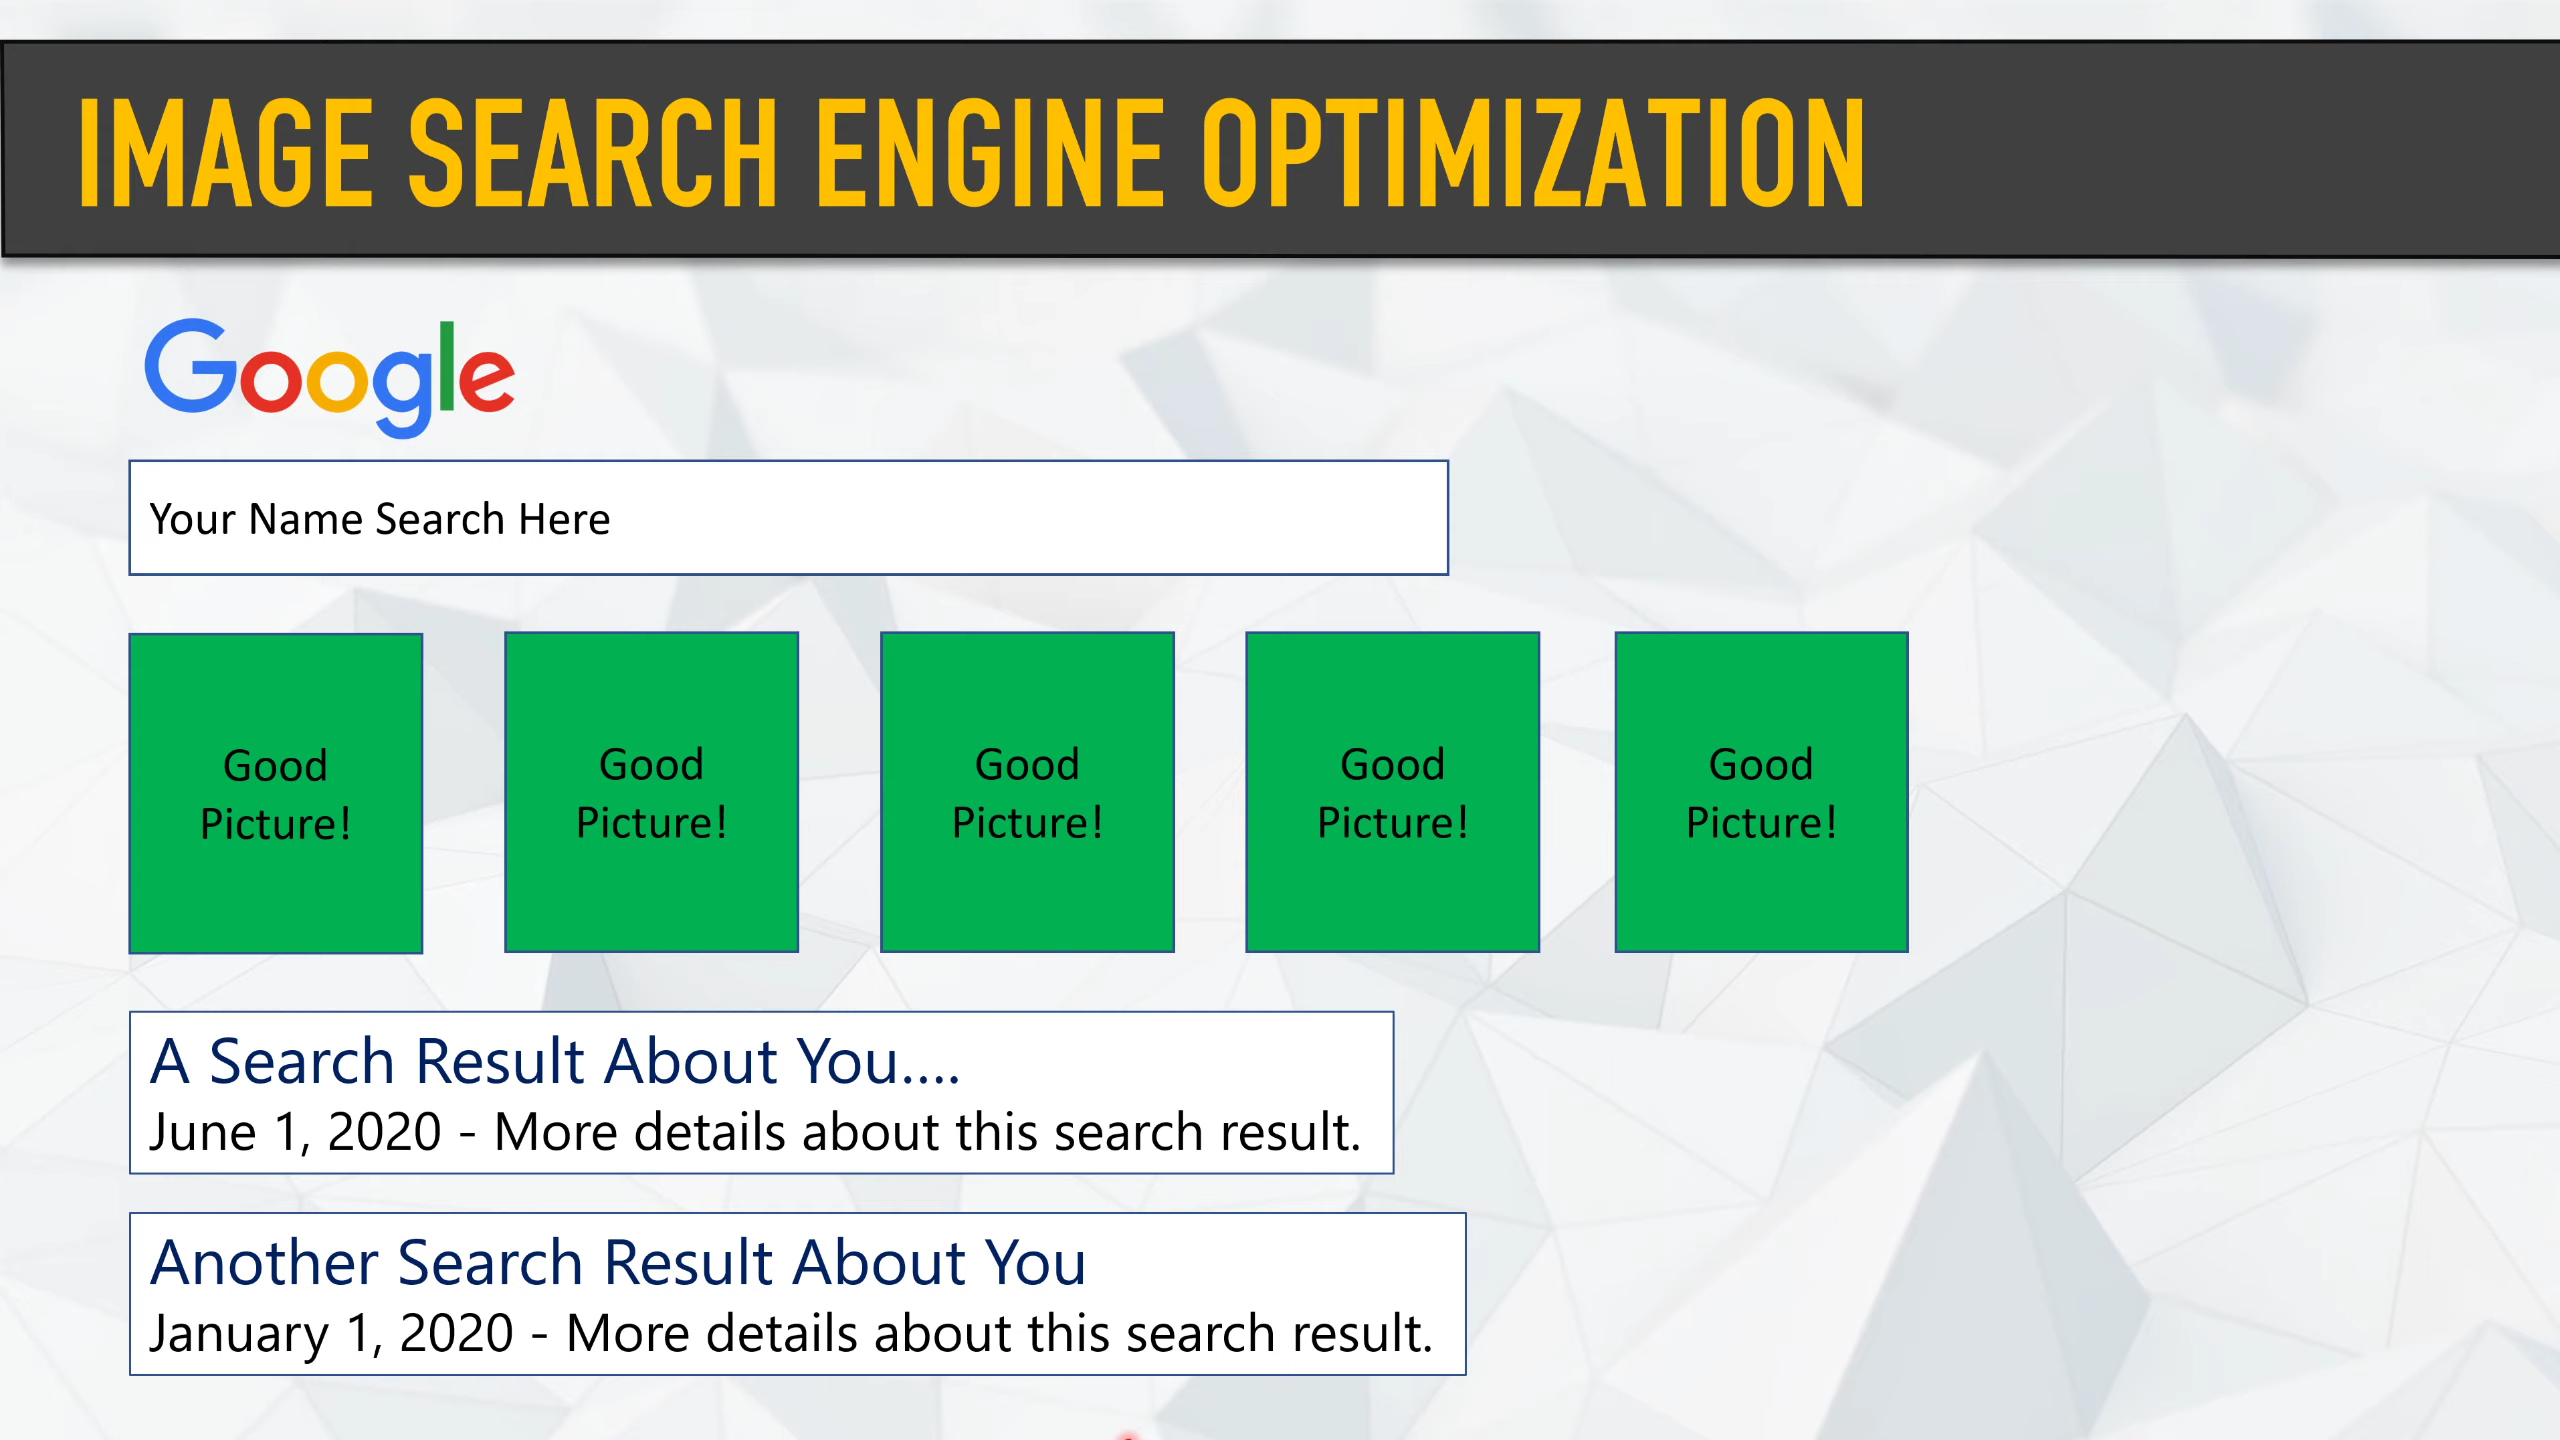 IMAGE SEARCH ENGINE OPTIMIZATION
Google
Your Name Search Here
Good
Picture!
Good
Picture!
Good
Picture!
Good
Picture!
Good
Picture!
A Search Result About You....
June 1, 2020 - More details about this search result.
Another Search Result About You
January 1, 2020 - More details about this search result.